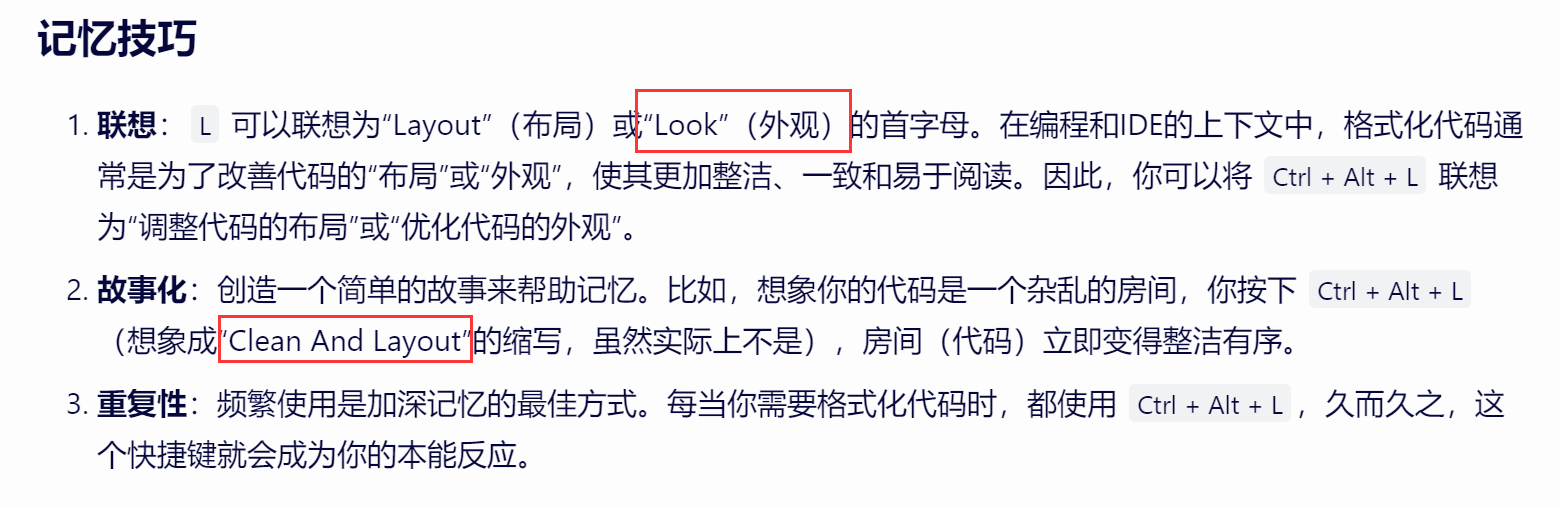 记忆技巧
1. 联想： L 可以联想为“Layout”（布局）或“Look”（外观）的首字母。在编程和IDE的上下文中，格式化代码通
常是为了改善代码的“布局”或“外观”，使其更加整洁、一致和易于阅读。因此，你可以将 Ctrl + Alt + L 联想
为“调整代码的布局”或“优化代码的外观”。
2. 故事化：创造一个简单的故事来帮助记忆。比如，想象你的代码是一个杂乱的房间，你按下 Ctrl + Alt + L
（想象成“Clean And Layout”的缩写，虽然实际上不是），房间（代码）立即变得整洁有序。
3. 重复性：频繁使用是加深记忆的最佳方式。每当你需要格式化代码时，都使用 Ctrl + Alt + L ，久而久之，这
个快捷键就会成为你的本能反应。